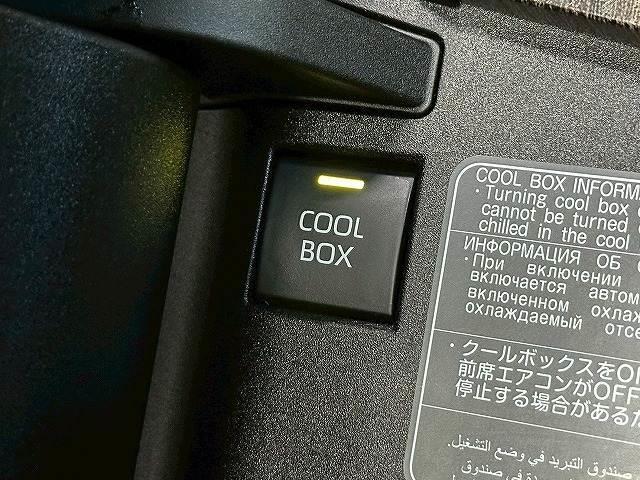 COOL
BOX
COOL BOX INFORMA
・Turning cool box
cannot be turned
chilled in the cool
ИНФОРМАЦИЯ ОБ
・При включении
включается автом
включенном охлаж
охлаждаемый отсе
・クールボックスをO
前席エアコンがOFF
停止する場合があるた
صندوق التبريد في وضع التشغيل.
ة في صندوق